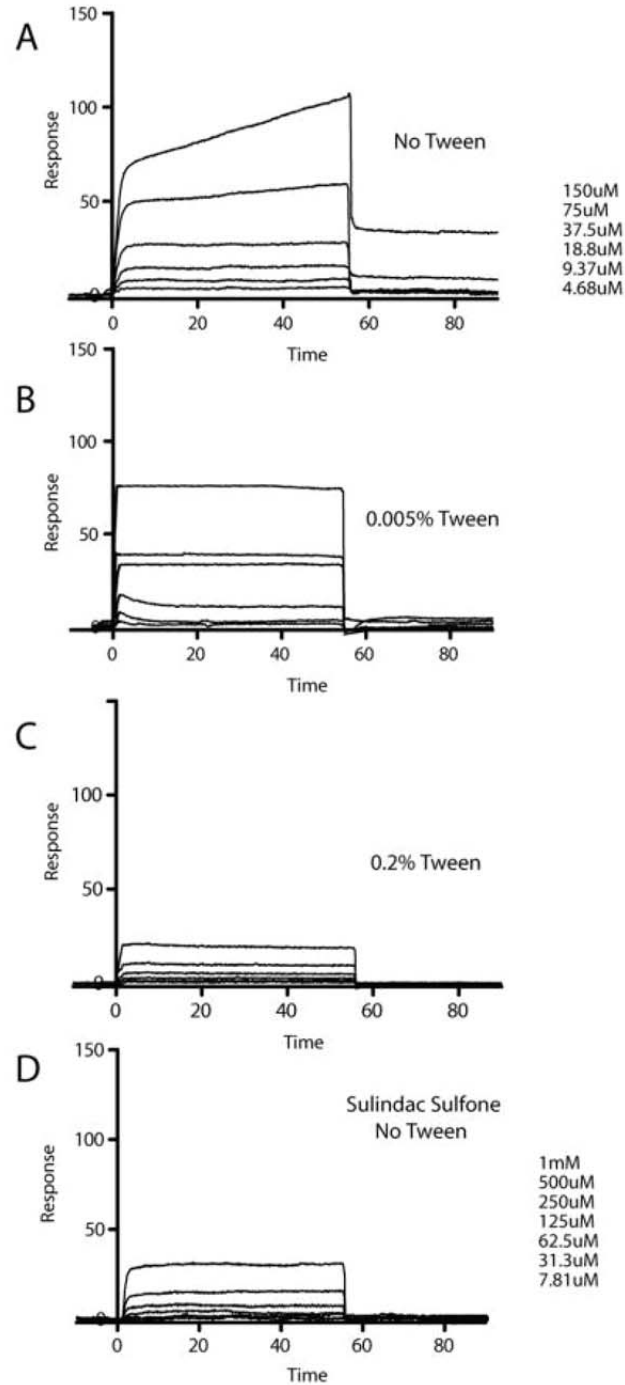 A
150
100
50
0
Response
No Tween
150uM
75uM
37.5uM
18.8uM
9.37uM
4.68uM
0
20
40
60
80
Time
B
150
100
50
0
Response
0.005% Tween
0
20
40
60
80
Time
C
100
50
0
Response
0.2% Tween
0
20
40
60
80
Time
D
150
100
50
0
Response
Sulindac Sulfone
No Tween
1mM
500uM
250uM
125uM
62.5uM
31.3uM
7.81uM
0
20
40
60
80
Time